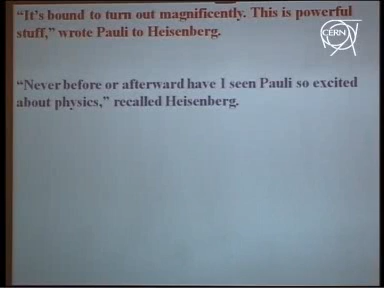 “It’s bound to turn out magnificently. This is powerful
stuff,” wrote Pauli to Heisenberg.
CERN
“Never before or afterward have I seen Pauli so excited
about physics,” recalled Heisenberg.